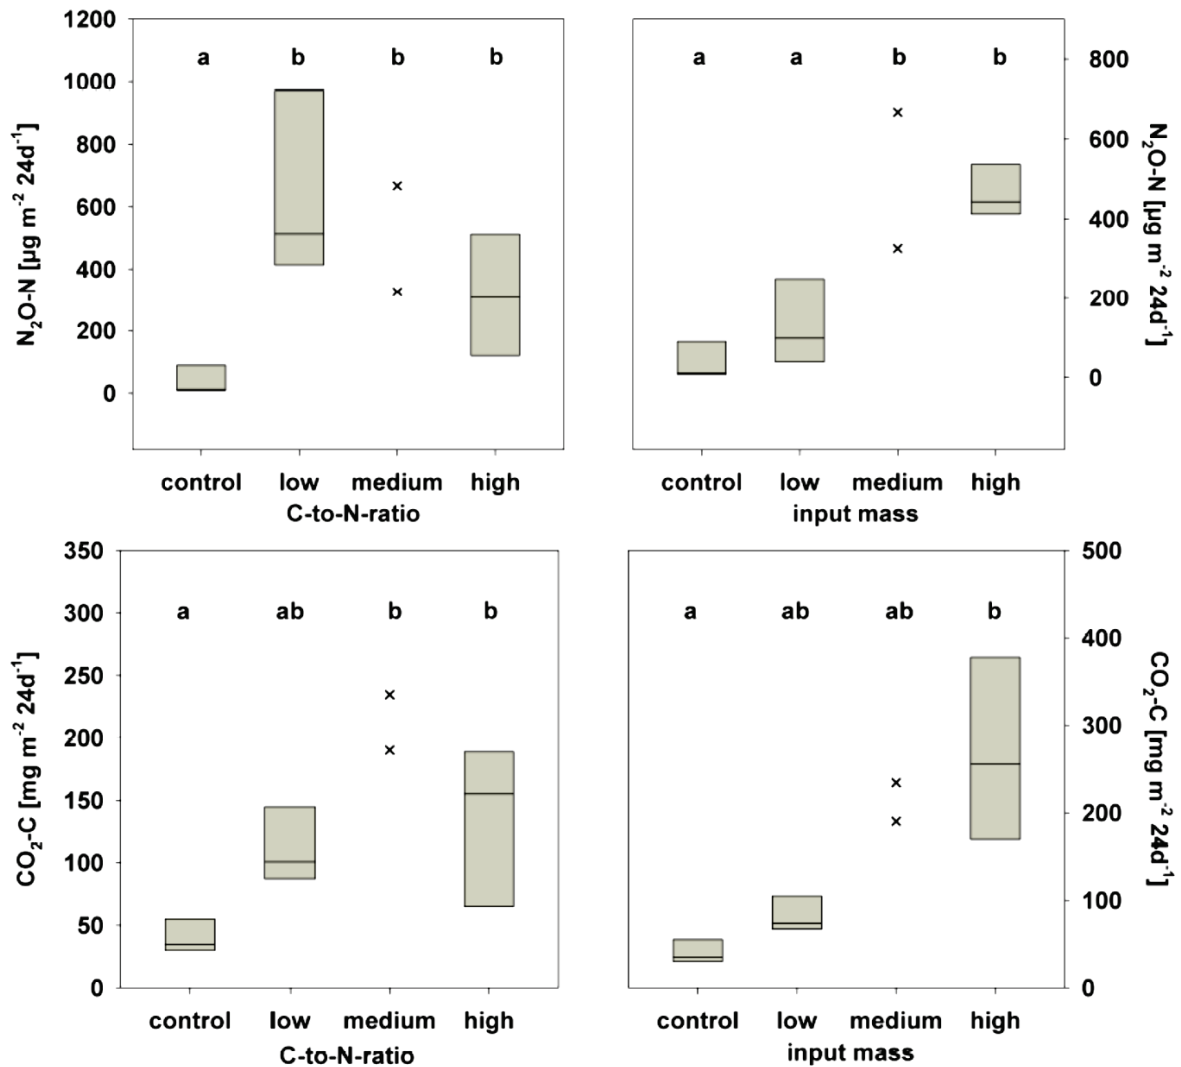 1200
1000
800
600
400
200
0
N₂O-N [µg m⁻² 24d⁻¹]
a b b b
control low medium high
C-to-N-ratio
a a b b
800
600
400
200
0
N₂O-N [µg m⁻² 24d⁻¹]
control low medium high
input mass
350
300
250
200
150
100
50
0
CO₂-C [mg m⁻² 24d⁻¹]
a ab b b
control low medium high
C-to-N-ratio
a ab ab b
500
400
300
200
100
0
CO₂-C [mg m⁻² 24d⁻¹]
control low medium high
input mass